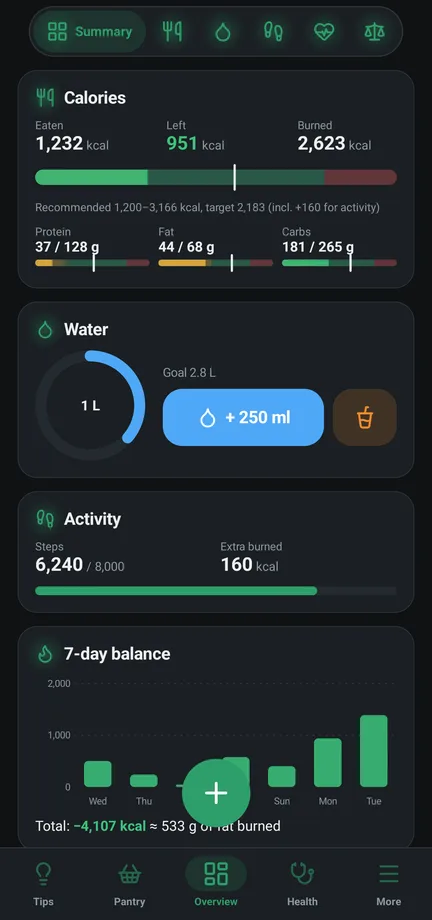 Summary
Calories
Eaten Left Burned
1,232 kcal 951 kcal 2,623 kcal
Recommended 1,200–3,166 kcal, target 2,183 (incl. +160 for activity)
Protein Fat Carbs
37 / 128 g 44 / 68 g 181 / 265 g
Water
Goal 2.8 L
1 L
+ 250 ml
Activity
Steps Extra burned
6,240 / 8,000 160 kcal
7-day balance
2,000
1,000
0
Wed Thu Sun Mon Tue
Total: −4,107 kcal ≈ 533 g of fat burned
Tips Pantry Overview Health More